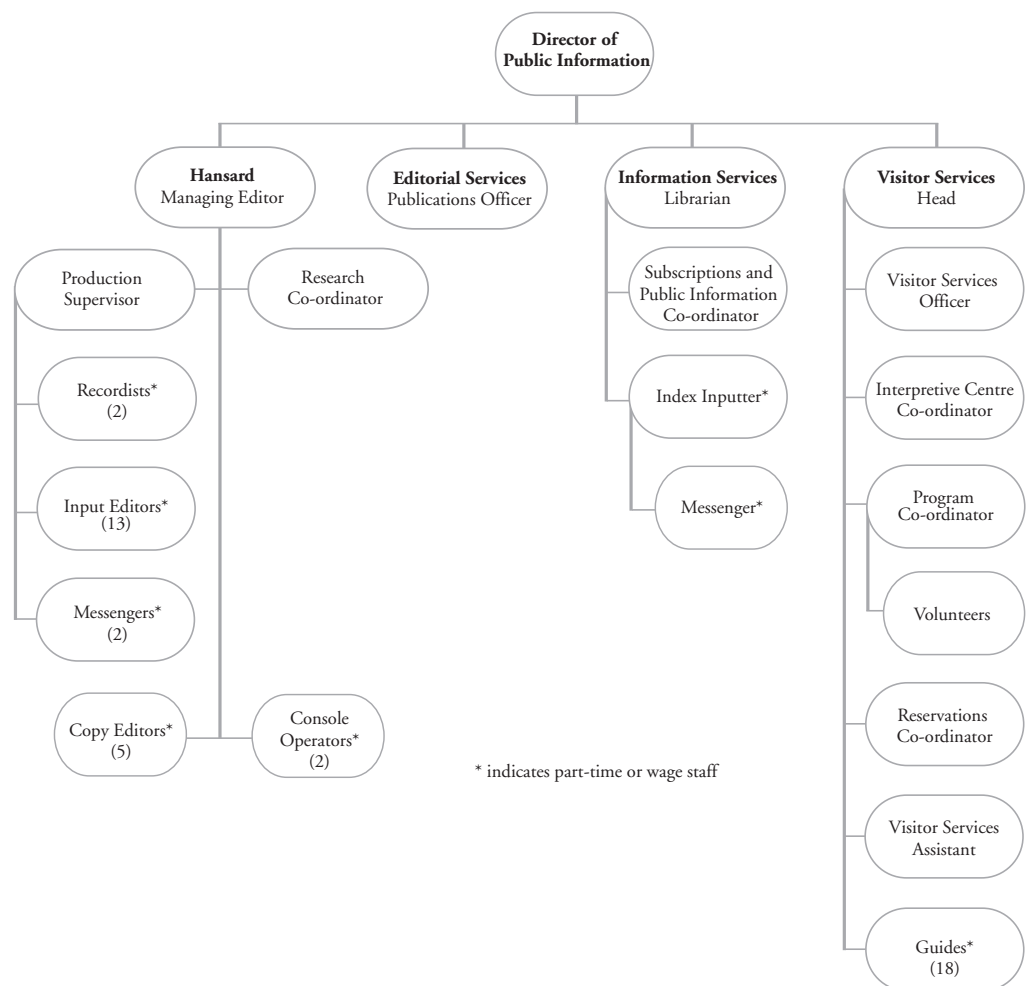 Director of
Public Information
Hansard
Managing Editor
Editorial Services
Publications Officer
Information Services
Librarian
Visitor Services
Head
Production
Supervisor
Research
Co-ordinator
Subscriptions and
Public Information
Co-ordinator
Visitor Services
Officer
Recordists*
(2)
Index Inputter*
Interpretive Centre
Co-ordinator
Input Editors*
(13)
Messenger*
Program
Co-ordinator
Messengers*
(2)
Volunteers
Copy Editors*
(5)
Console
Operators*
(2)
Reservations
Co-ordinator
* indicates part-time or wage staff
Visitor Services
Assistant
Guides*
(18)